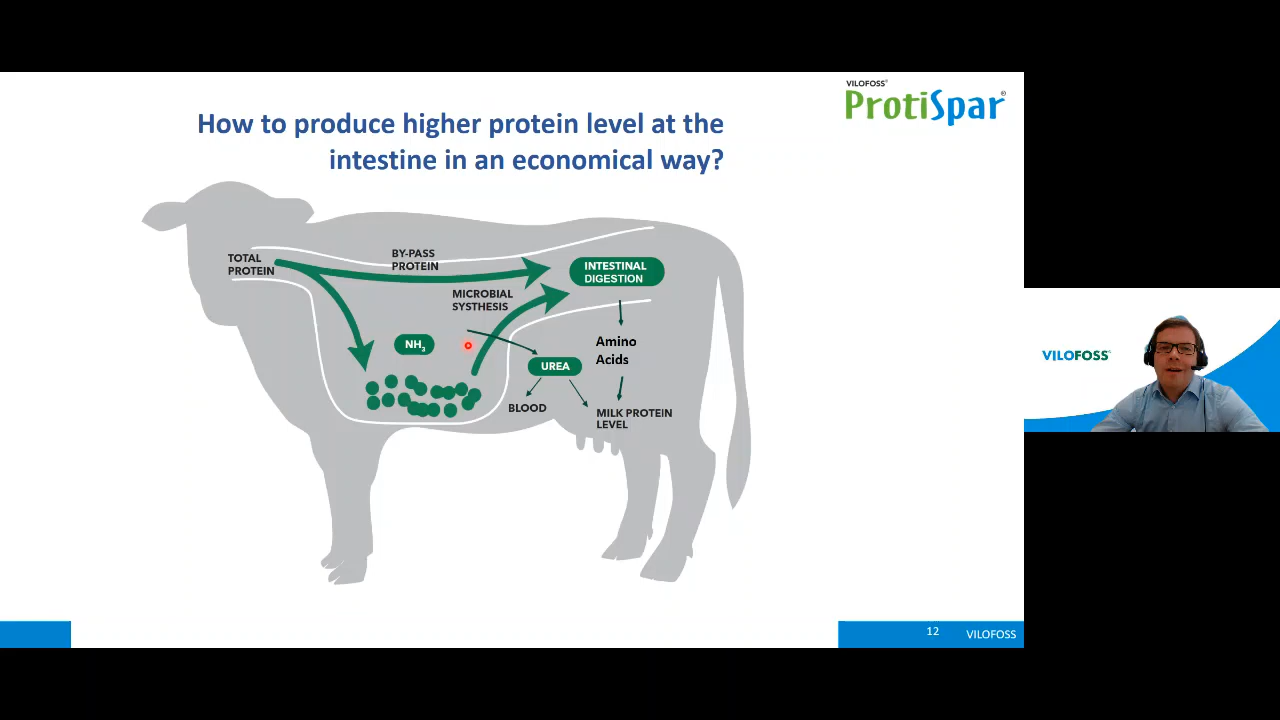 VILOFOSS®
ProtiSpar®
How to produce higher protein level at the
intestine in an economical way?
TOTAL
PROTEIN
BY-PASS
PROTEIN
INTESTINAL
DIGESTION
MICROBIAL
SYSTHESIS
NH3
Amino
Acids
UREA
BLOOD
MILK PROTEIN
LEVEL
12
VILOFOSS
VILOFOSS®